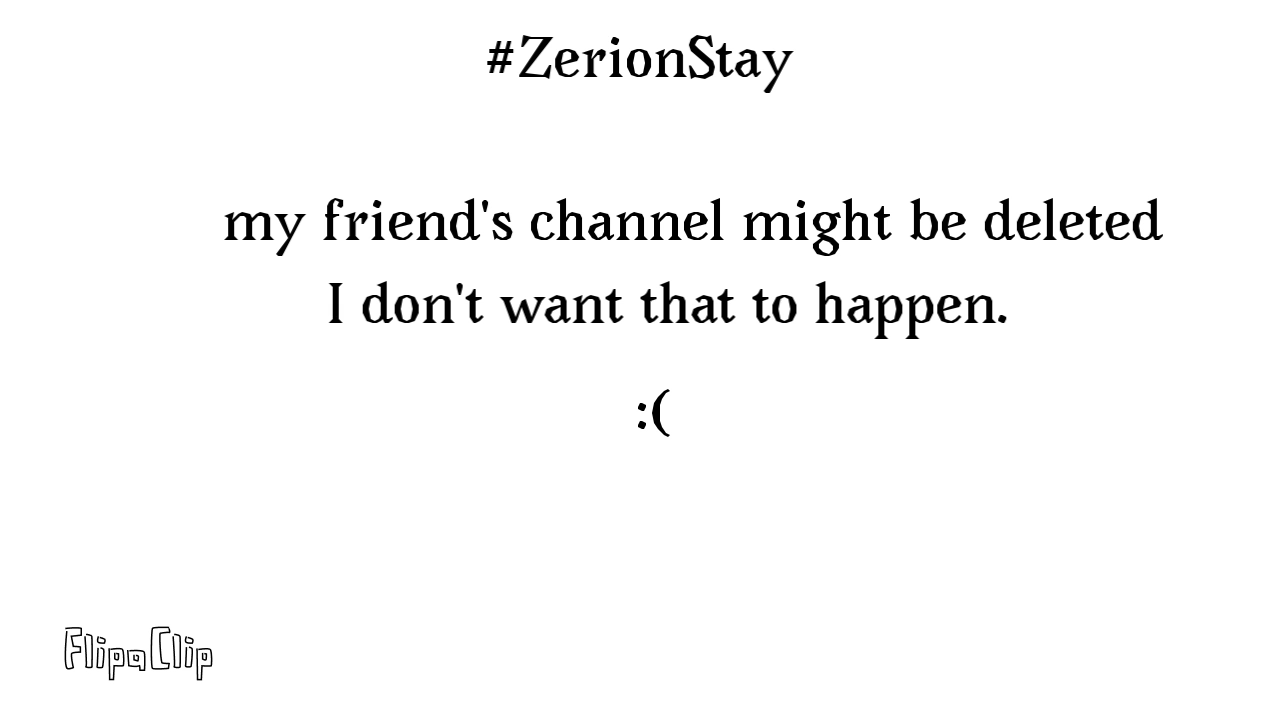 #ZerionStay
my friend's channel might be deleted
I don't want that to happen.
:(
FlipaClip